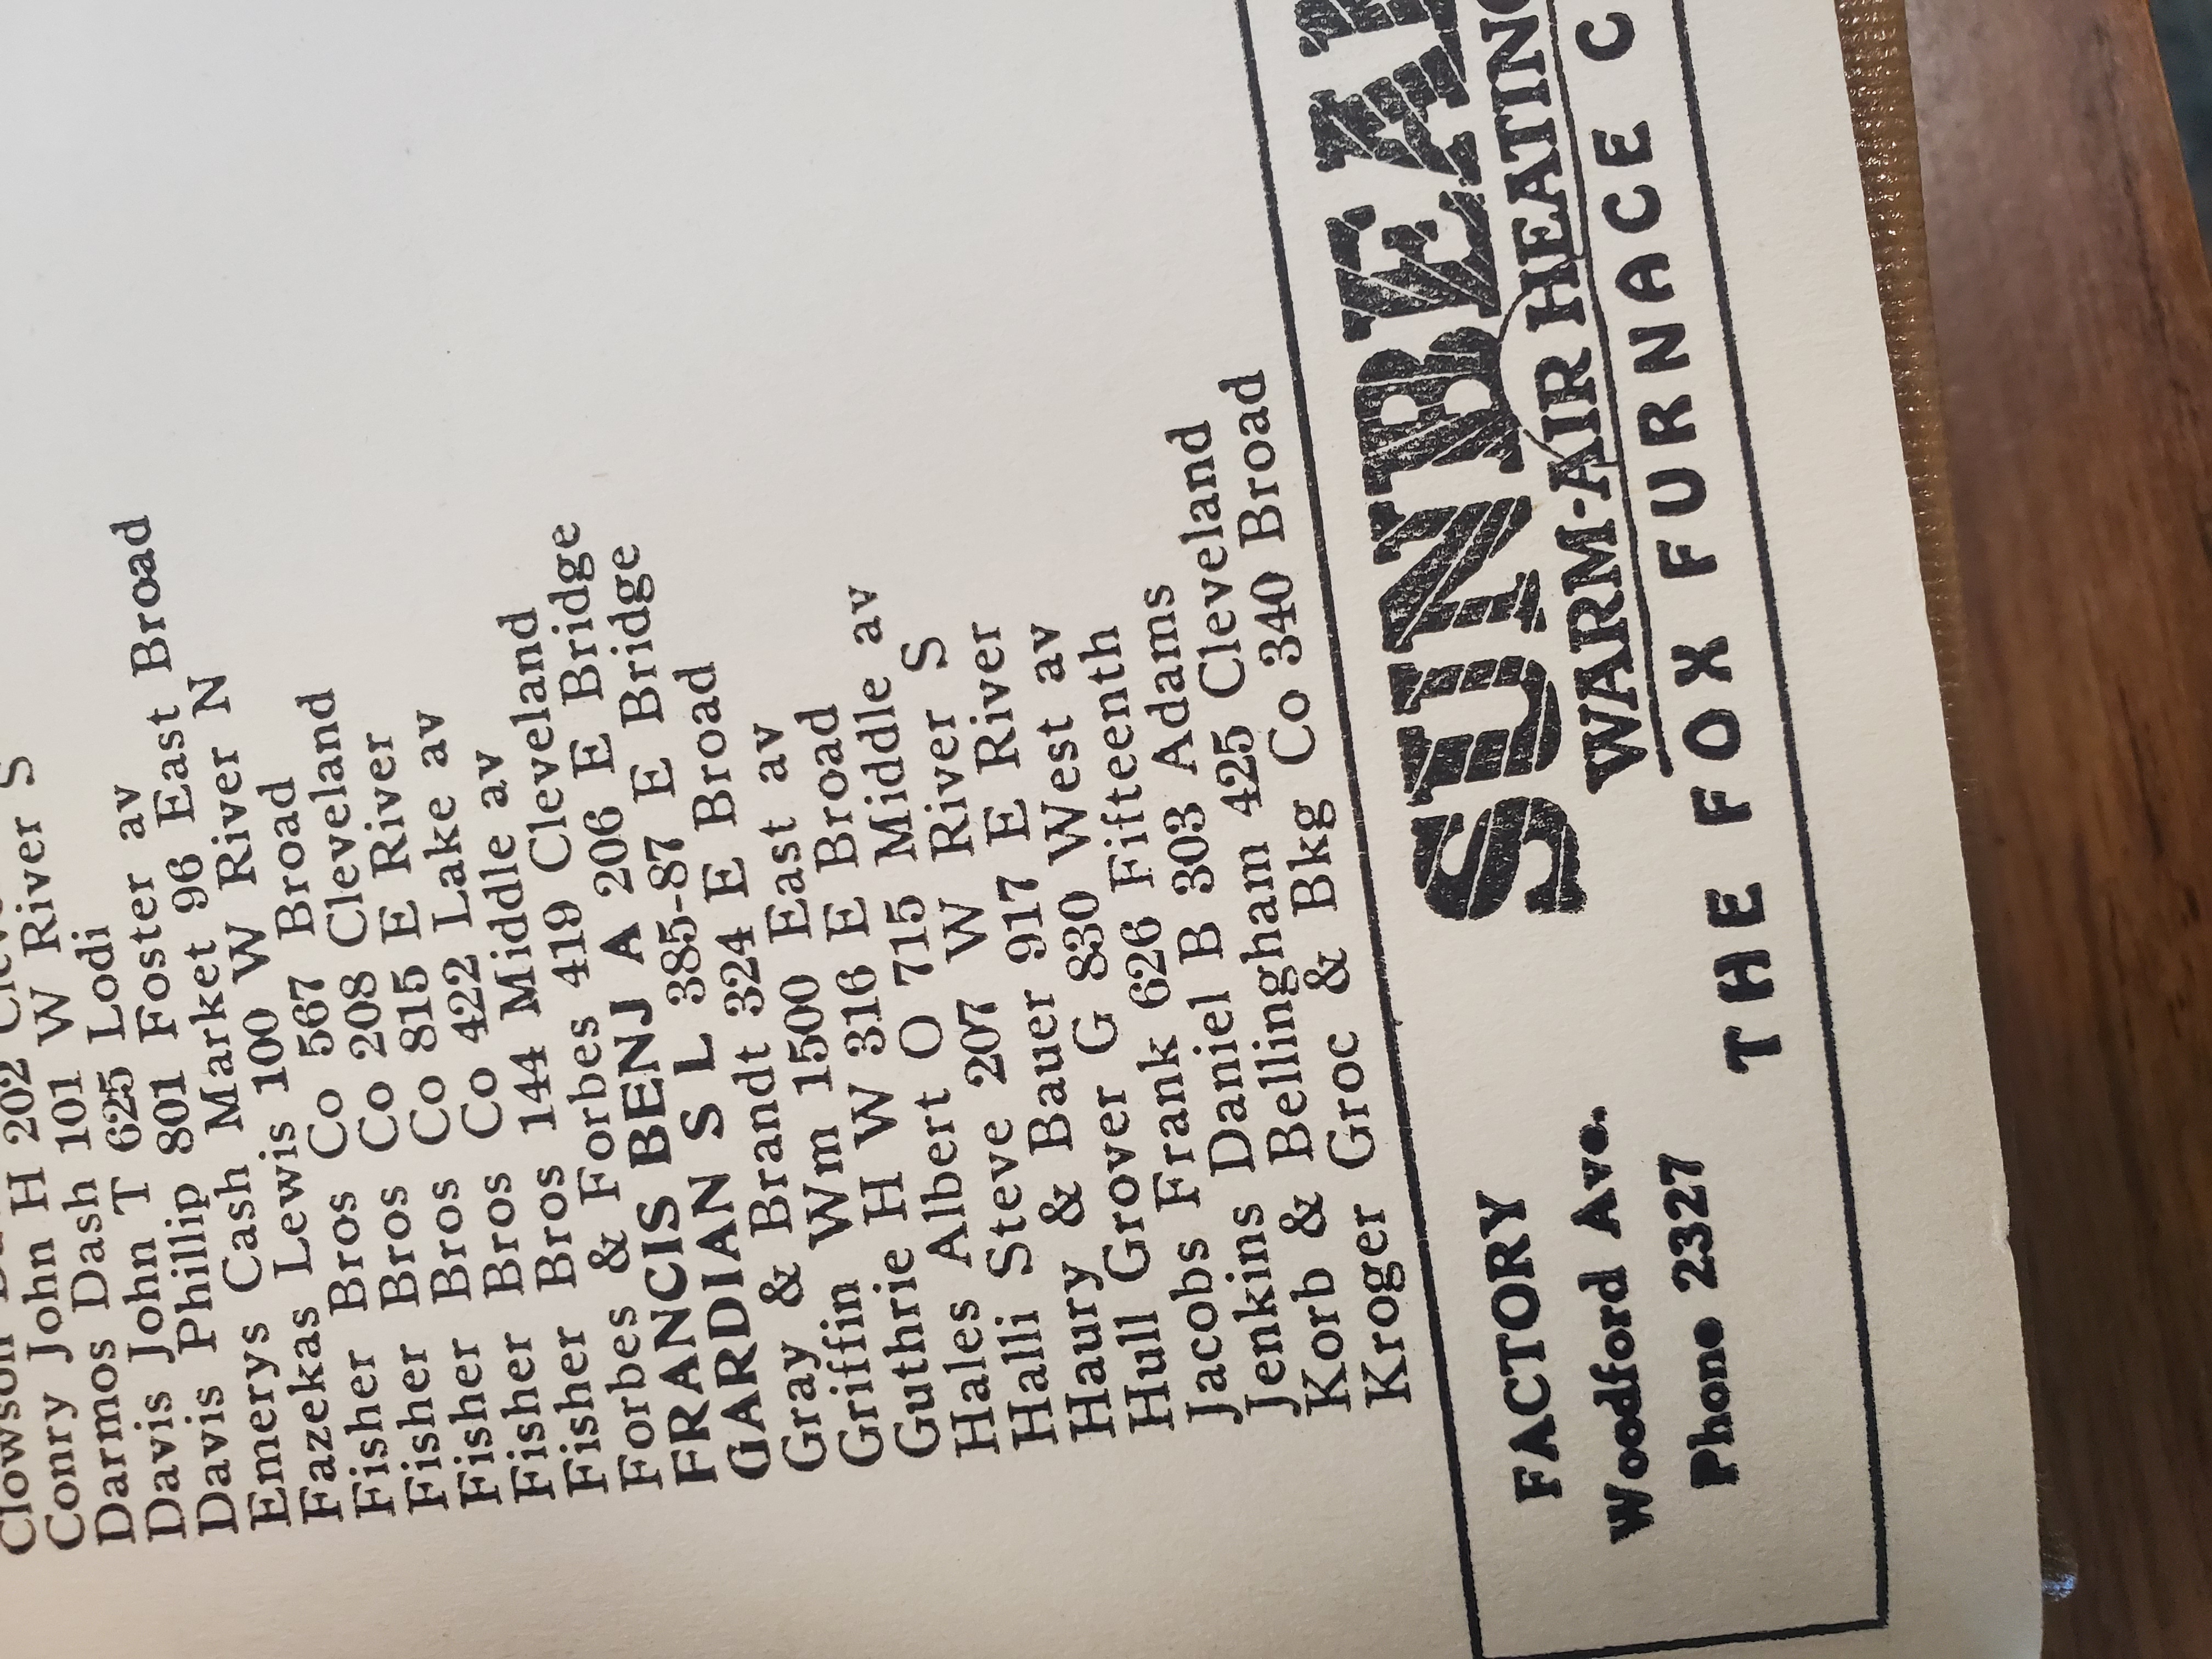 Clowson
Conry John H 202
Darmos Dash 101 W River S
Davis John T 625 Lodi
Davis Phillip 801 Foster av
Emerys Cash Market 96 East Broad
Fazekas Lewis 100 W River N
Fisher Bros Co 567 Broad
Fisher Bros Co 208 Cleveland
Fisher Bros Co 815 E River
Fisher Bros Co 422 Lake av
Fisher Bros 144 Middle av
Forbes & Forbes 419 Cleveland
FRANCIS BENJ A 206 E Bridge
GARDIAN S L 385-87 E Bridge
Gray & Brandt 324 E Broad
Griffin Wm 1500 East av
Guthrie H W 316 E Broad
Hales Albert O 715 Middle av
Halli Steve 207 W River S
Haury & Bauer 917 E River
Hull Grover G 830 West av
Jacobs Frank 626 Fifteenth
Jenkins Daniel B 303 Adams
Korb & Bellingham 425 Cleveland
Kroger Groc & Bkg Co 340 Broad
FACTORY
Woodford Ave.
Phone 2327
SUNBEA
WARM-AIR HEATING
THE FOX FURNACE C